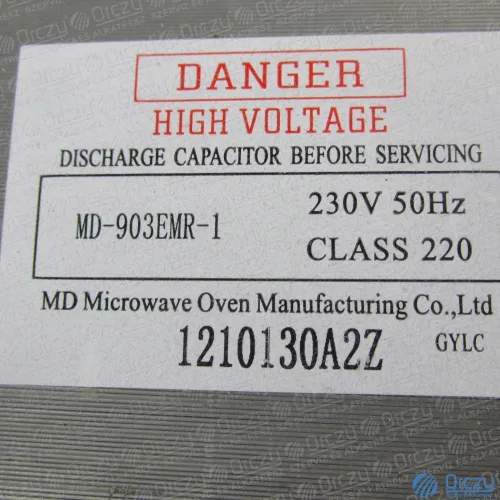 DANGER
HIGH VOLTAGE
DISCHARGE CAPACITOR BEFORE SERVICING
MD-903EMR-1
230V 50Hz
CLASS 220
MD Microwave Oven Manufacturing Co.,Ltd
1210130A2Z GYLC
Orczy